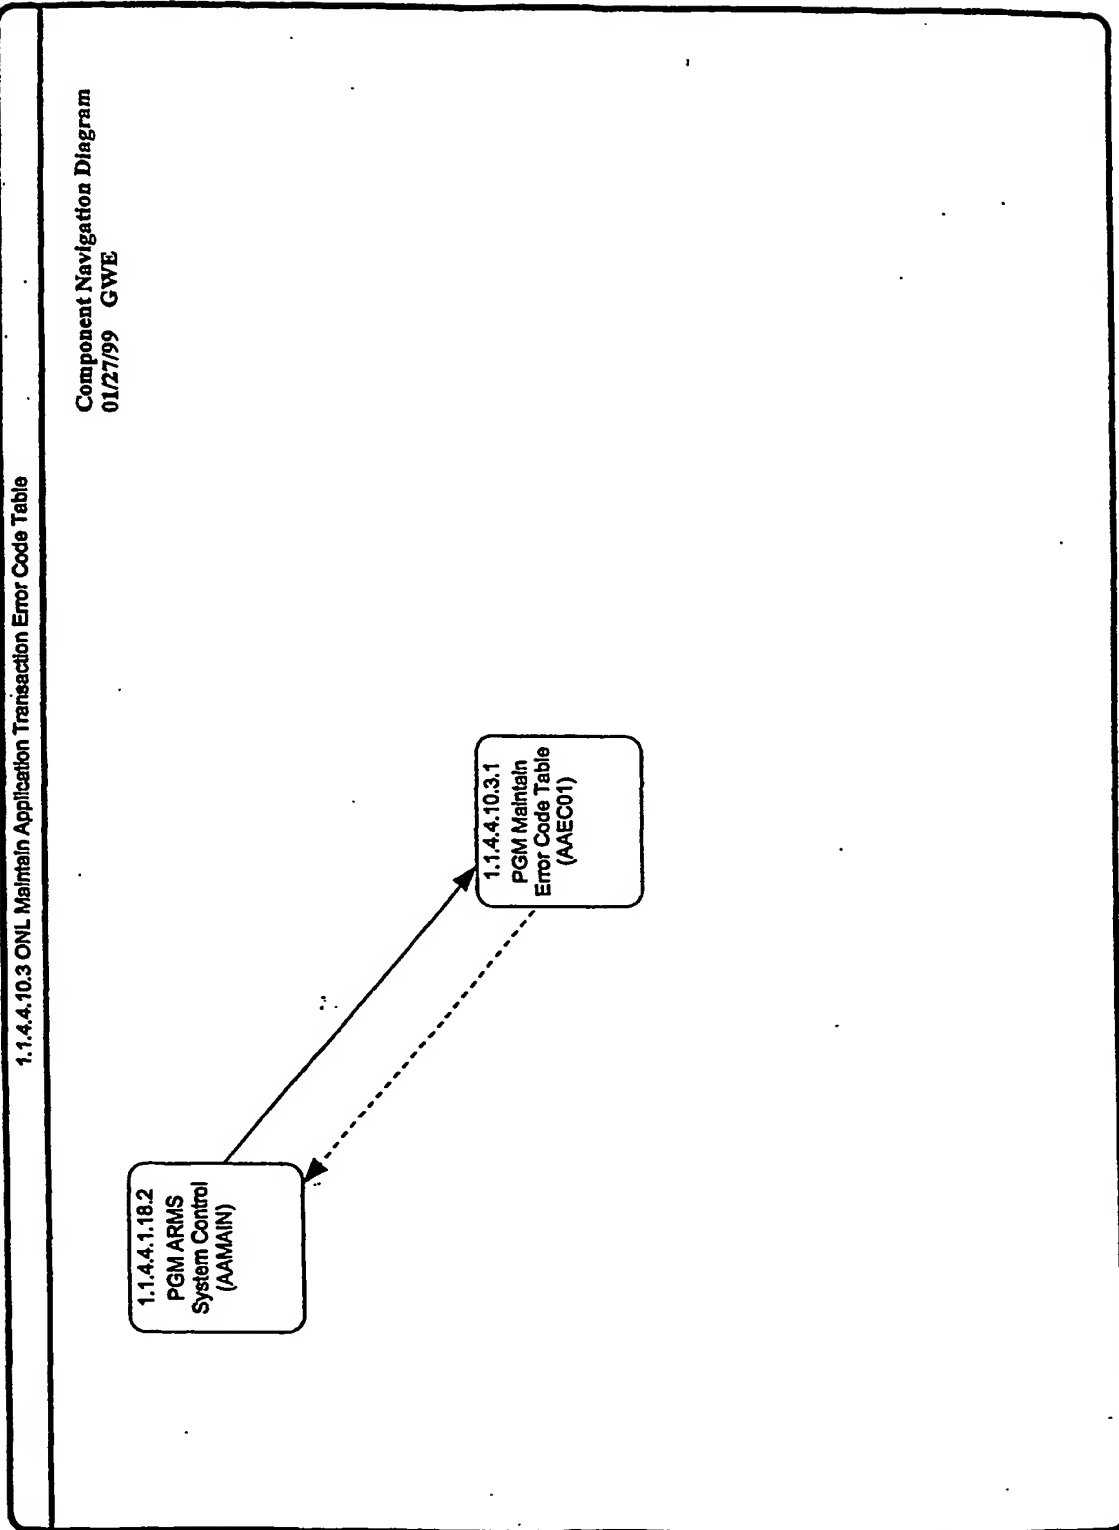 1.1.4.4.10.3 ONL Maintain Application Transaction Error Code Table
Component Navigation Diagram
01/27/99 GWE
1.1.4.4.1.18.2
PGM ARMS
System Control
(AAMAIN)
1.1.4.4.10.3.1
PGM Maintain
Error Code Table
(AAEC01)